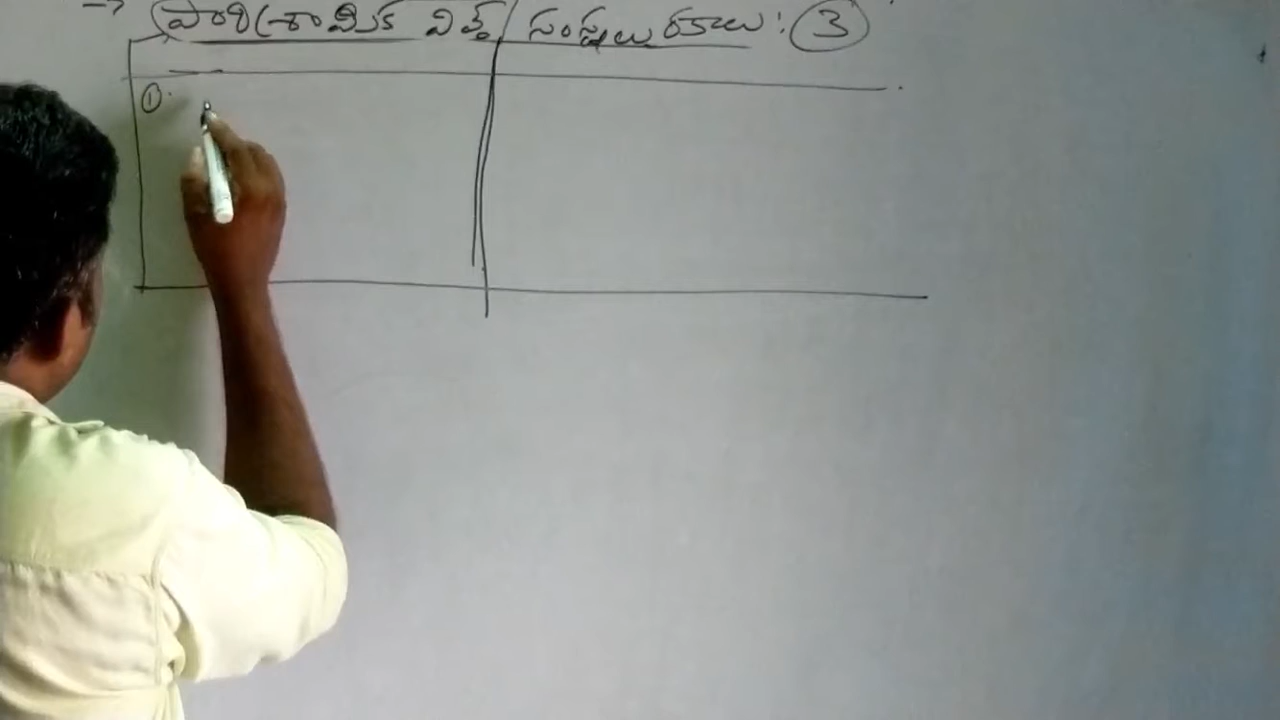 → పారిశ్రామిక విత్త సంస్థలు రకాలు : ③
①.